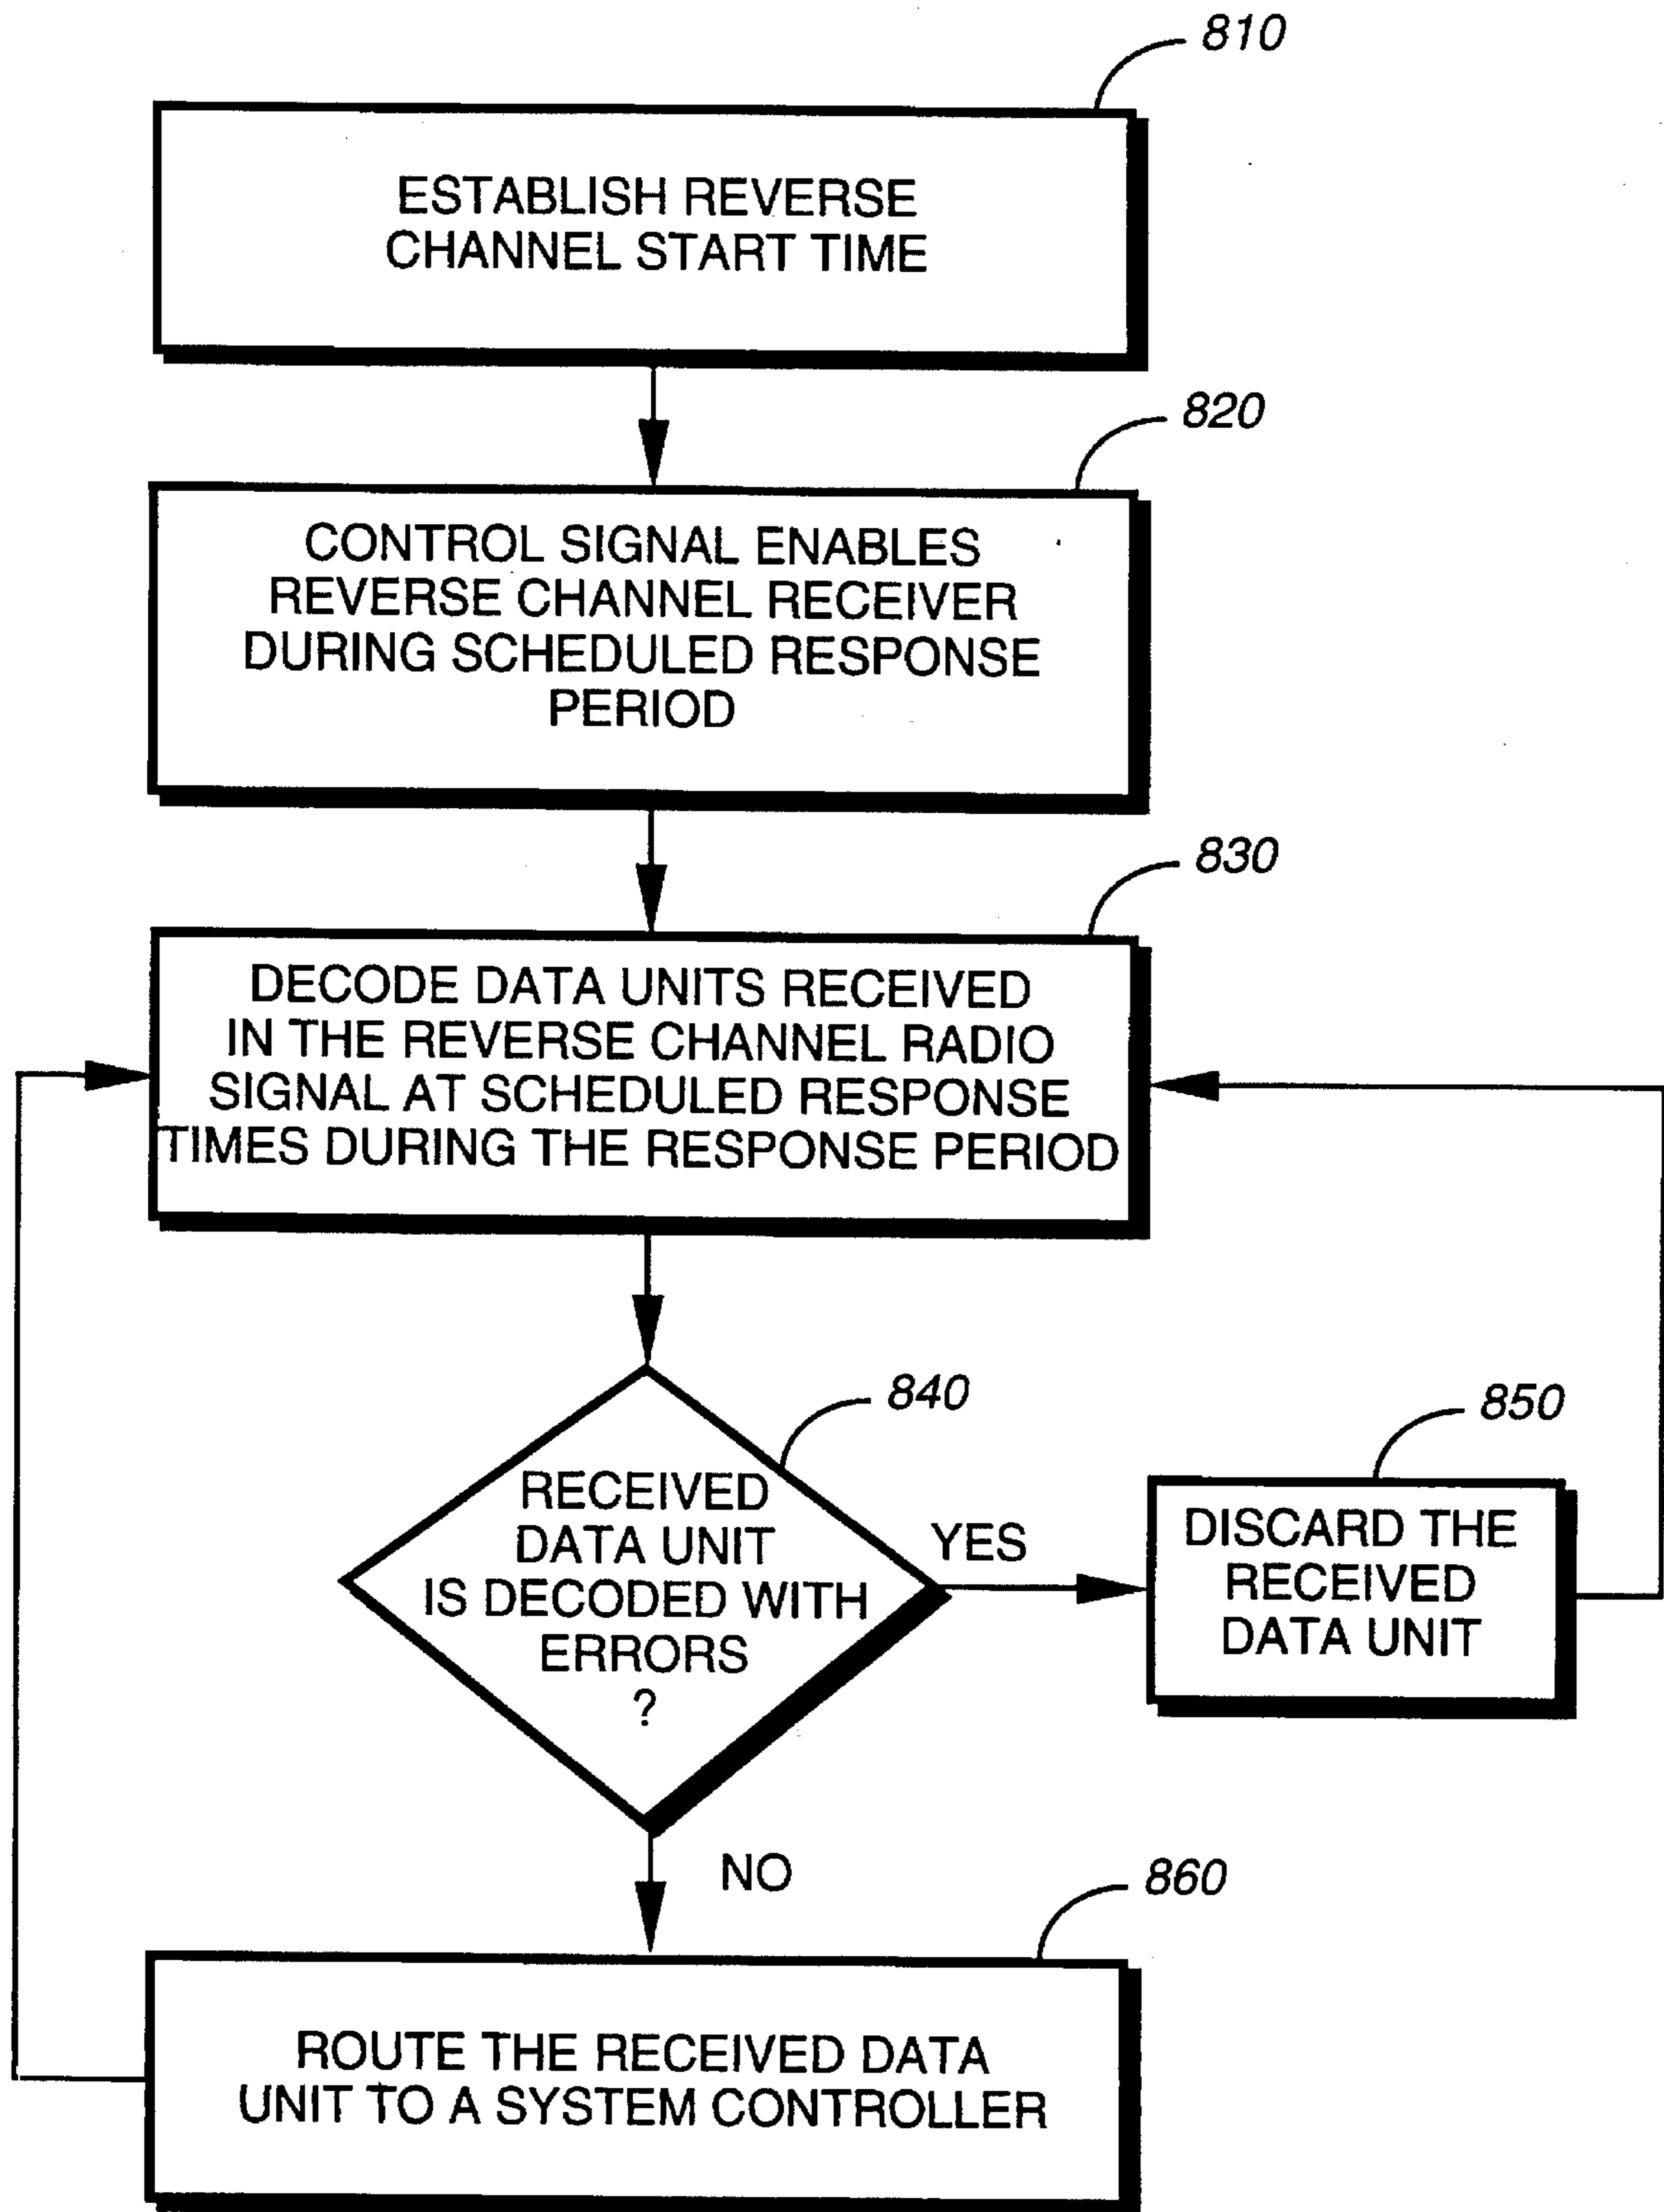 810
ESTABLISH REVERSE
CHANNEL START TIME
820
CONTROL SIGNAL ENABLES
REVERSE CHANNEL RECEIVER
DURING SCHEDULED RESPONSE
PERIOD
830
DECODE DATA UNITS RECEIVED
IN THE REVERSE CHANNEL RADIO
SIGNAL AT SCHEDULED RESPONSE
TIMES DURING THE RESPONSE PERIOD
840
RECEIVED
DATA UNIT
IS DECODED WITH
ERRORS
?
YES
850
DISCARD THE
RECEIVED
DATA UNIT
NO
860
ROUTE THE RECEIVED DATA
UNIT TO A SYSTEM CONTROLLER